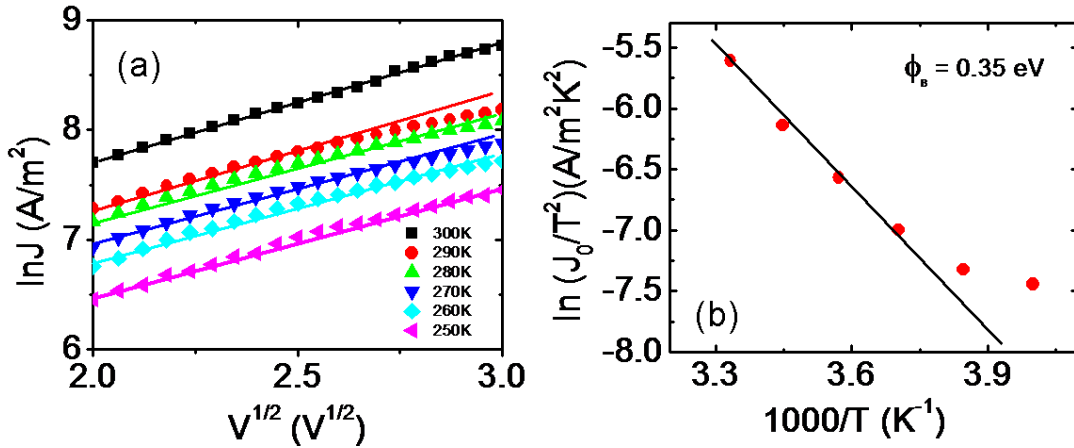 (a)
lnJ (A/m²)
9
8
7
6
300K
290K
280K
270K
260K
250K
2.0 2.5 3.0
V^1/2 (V^1/2)
ln (J₀/T²)(A/m²K²)
-5.5
-6.0
-6.5
-7.0
-7.5
-8.0
ϕ_B = 0.35 eV
(b)
3.3 3.6 3.9
1000/T (K⁻¹)